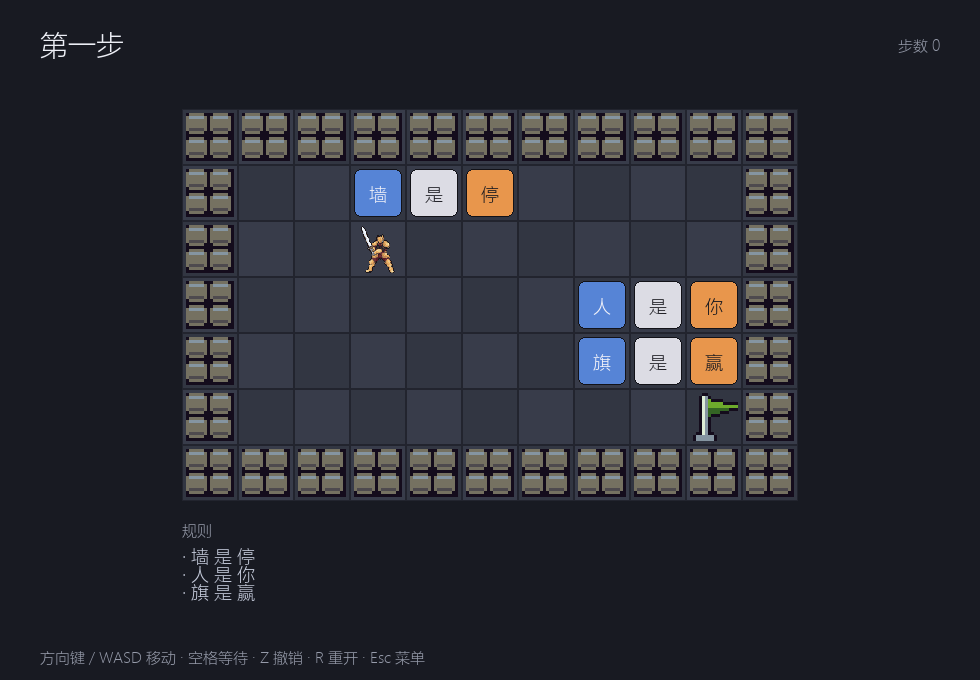 第一步
步数 0
墙 是 停
人 是 你
旗 是 赢
规则
· 墙 是 停
· 人 是 你
· 旗 是 赢
方向键 / WASD 移动 · 空格等待 · Z 撤销 · R 重开 · Esc 菜单